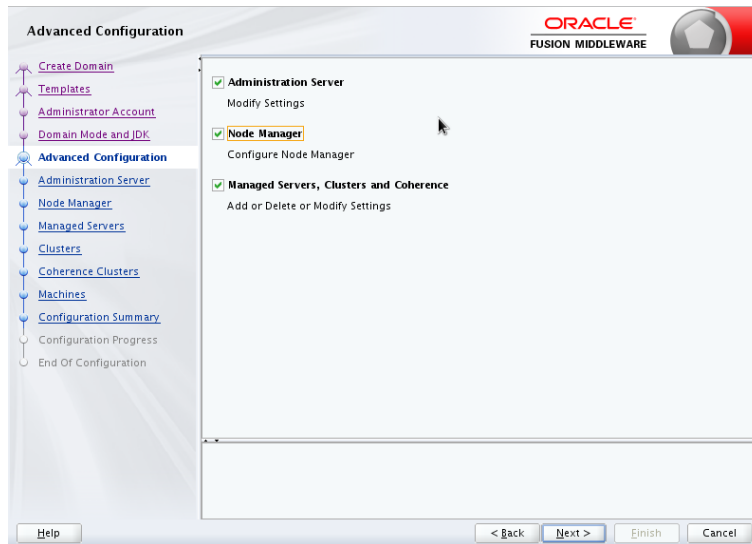 Advanced Configuration
ORACLE
FUSION MIDDLEWARE
Create Domain
Templates
Administrator Account
Domain Mode and JDK
Advanced Configuration
Administration Server
Node Manager
Managed Servers
Clusters
Coherence Clusters
Machines
Configuration Summary
Configuration Progress
End Of Configuration
Administration Server
Modify Settings
Node Manager
Configure Node Manager
Managed Servers, Clusters and Coherence
Add or Delete or Modify Settings
Help
< Back
Next >
Finish
Cancel